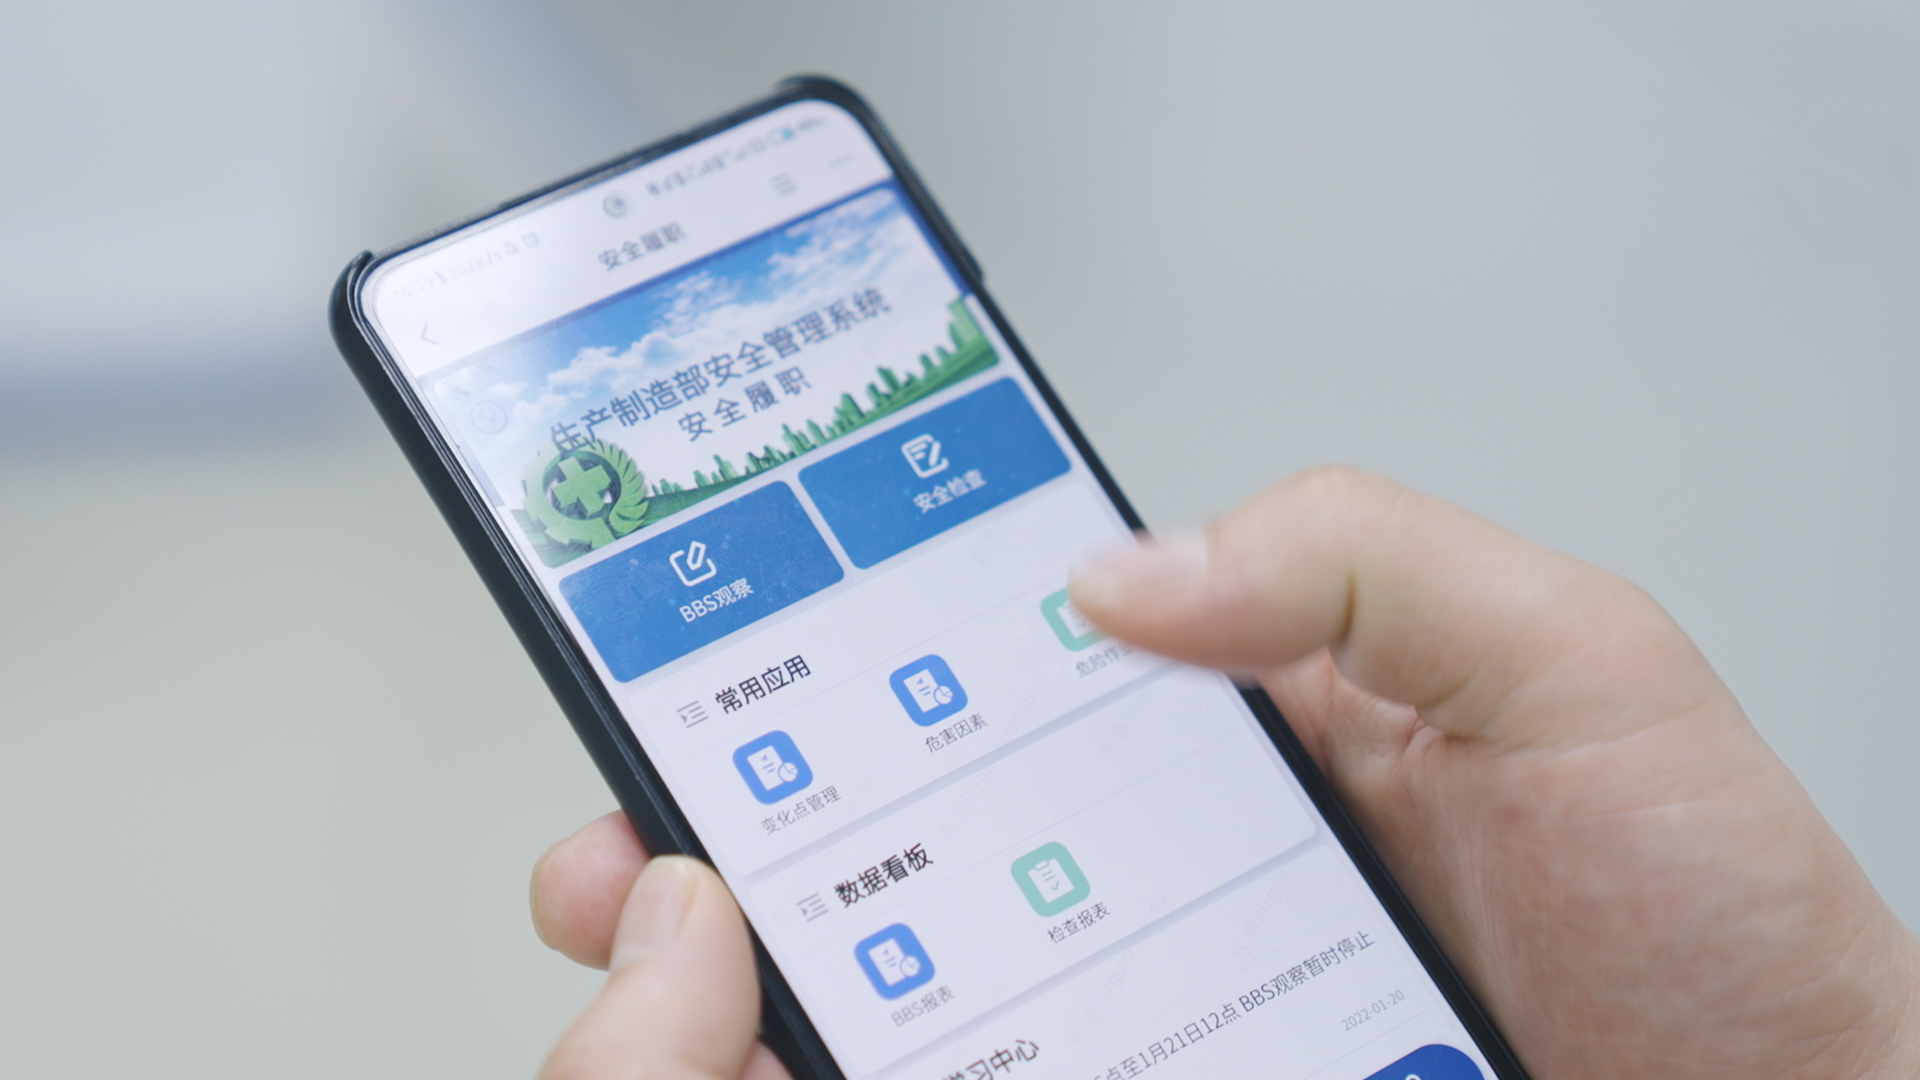 安全履职
生产制造部安全管理系统
安全履职
BBS观察
安全检查
常用应用
变化点管理
危害因素
危险作业
数据看板
BBS报表
检查报表
学习中心
点至1月21日12点 BBS观察暂时停止
2022-01-20